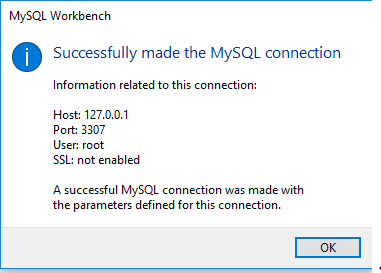 MySQL Workbench
Successfully made the MySQL connection
Information related to this connection:
Host: 127.0.0.1
Port: 3307
User: root
SSL: not enabled
A successful MySQL connection was made with
the parameters defined for this connection.
OK